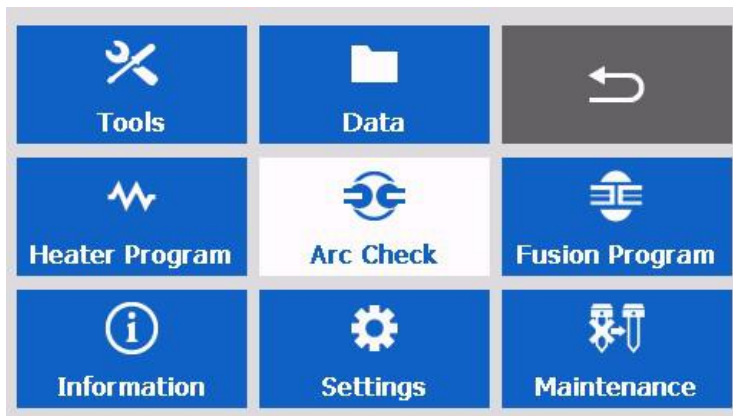 Tools
Data
Heater Program
Arc Check
Fusion Program
Information
Settings
Maintenance